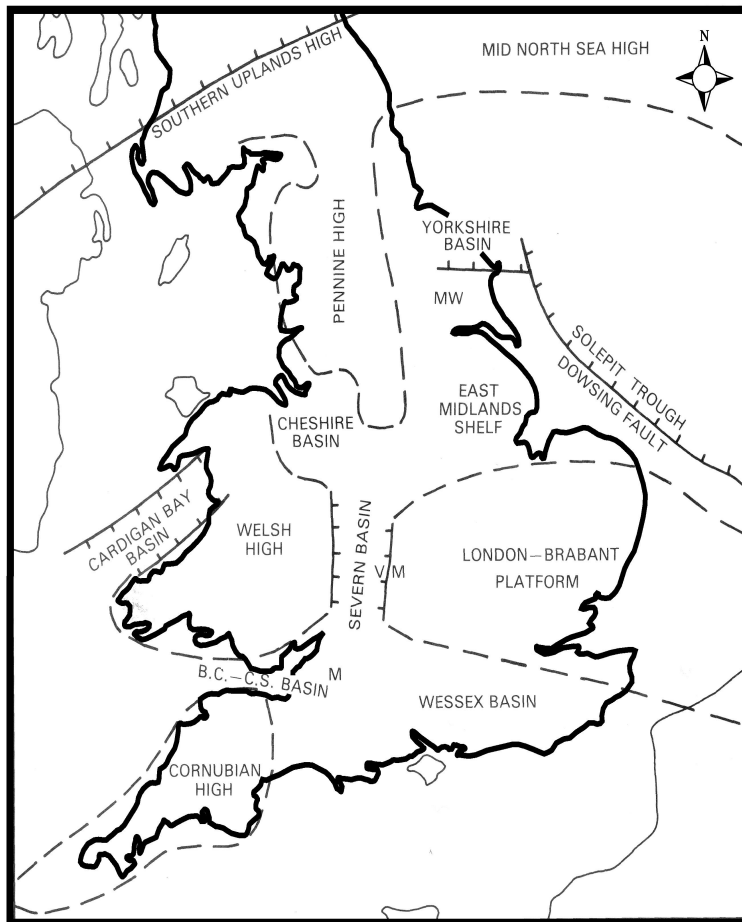 N
MID NORTH SEA HIGH
SOUTHERN UPLANDS HIGH
PENNINE HIGH
YORKSHIRE
BASIN
MW
SOLEPIT TROUGH
DOWSING FAULT
EAST
MIDLANDS
SHELF
CHESHIRE
BASIN
CARDIGAN BAY
BASIN
WELSH
HIGH
SEVERN BASIN
V M
LONDON—BRABANT
PLATFORM
B.C.—C.S. BASIN
M
WESSEX BASIN
CORNUBIAN
HIGH